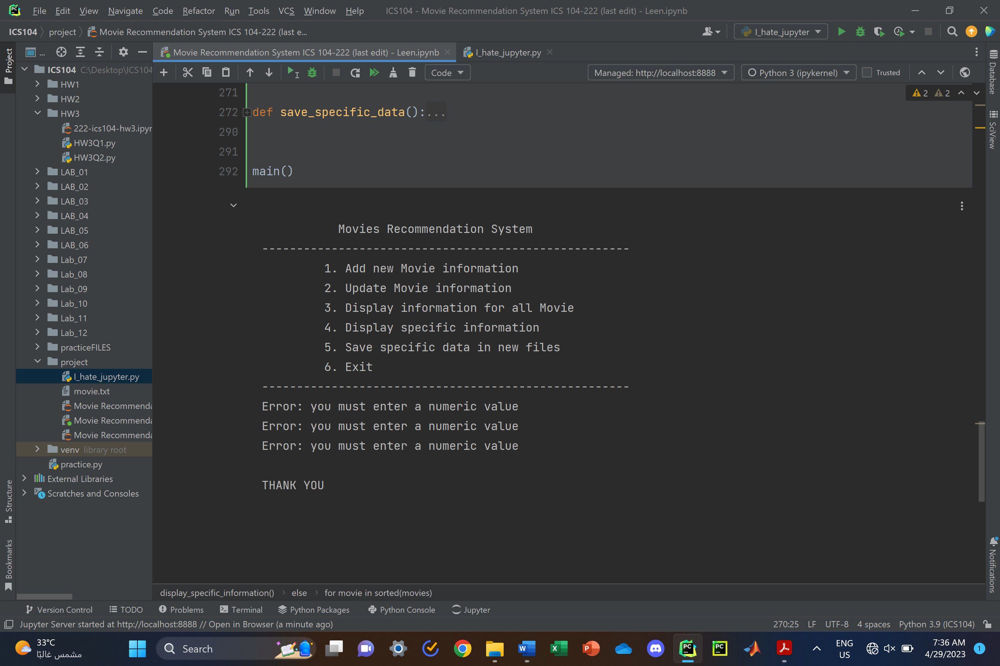 PC File Edit View Navigate Code Refactor Run Tools VCS Window Help ICS104 - Movie Recommendation System ICS 104-222 (last edit) - Leen.ipynb
ICS104 project Movie Recommendation System ICS 104-222 (last e... I_hate_jupyter
Project
...
Movie Recommendation System ICS 104-222 (last edit) - Leen.ipynb I_hate_jupyter.py
Code Managed: http://localhost:8888 Python 3 (ipykernel) Trusted
ICS104 C:\Desktop\ICS104
HW1
HW2
HW3
222-ics104-hw3.ipyn
HW3Q1.py
HW3Q2.py
LAB_01
LAB_02
LAB_03
LAB_04
LAB_05
LAB_06
Lab_07
Lab_08
Lab_09
Lab_10
Lab_11
Lab_12
practiceFILES
project
I_hate_jupyter.py
movie.txt
Movie Recommenda
Movie Recommenda
Movie Recommenda
venv library root
practice.py
External Libraries
Scratches and Consoles
Structure
Bookmarks
2 2
271
272 def save_specific_data():...
290
291
292 main()
Movies Recommendation System
-----------------------------------------------------
1. Add new Movie information
2. Update Movie information
3. Display information for all Movie
4. Display specific information
5. Save specific data in new files
6. Exit
-----------------------------------------------------
Error: you must enter a numeric value
Error: you must enter a numeric value
Error: you must enter a numeric value
THANK YOU
Database
SciView
Notifications
display_specific_information() else for movie in sorted(movies)
Version Control TODO Problems Terminal Python Packages Python Console Jupyter
Jupyter Server started at http://localhost:8888 // Open in Browser (a minute ago) 270:25 LF UTF-8 4 spaces Python 3.9 (ICS104)
33°C
مشمس غالبًا
Search
W X P PC PC
ENG
US
7:36 AM
4/29/2023
1